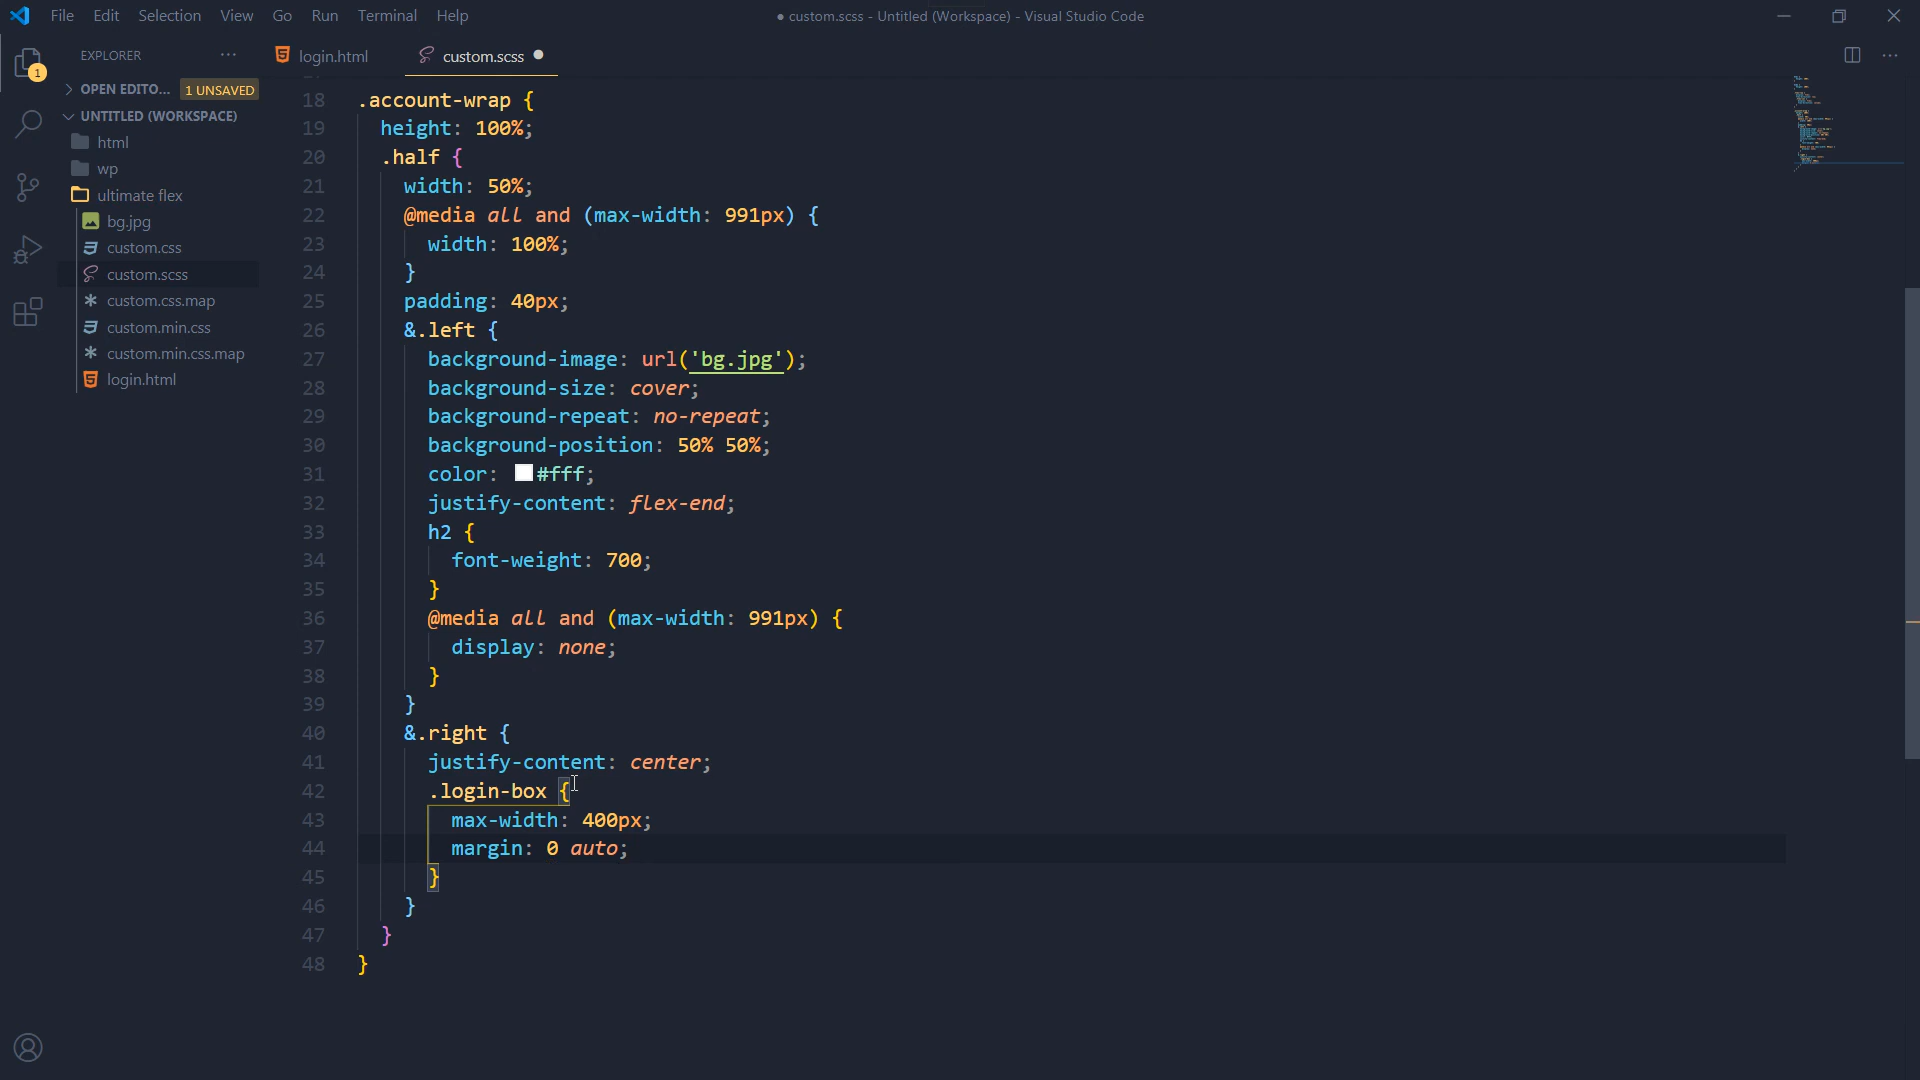 File Edit Selection View Go Run Terminal Help
● custom.scss - Untitled (Workspace) - Visual Studio Code
EXPLORER
login.html
custom.scss
1
OPEN EDITO... 1 UNSAVED
UNTITLED (WORKSPACE)
html
wp
ultimate flex
bg.jpg
custom.css
custom.scss
custom.css.map
custom.min.css
custom.min.css.map
login.html
18 .account-wrap {
19 height: 100%;
20 .half {
21 width: 50%;
22 @media all and (max-width: 991px) {
23 width: 100%;
24 }
25 padding: 40px;
26 &.left {
27 background-image: url('bg.jpg');
28 background-size: cover;
29 background-repeat: no-repeat;
30 background-position: 50% 50%;
31 color: #fff;
32 justify-content: flex-end;
33 h2 {
34 font-weight: 700;
35 }
36 @media all and (max-width: 991px) {
37 display: none;
38 }
39 }
40 &.right {
41 justify-content: center;
42 .login-box {
43 max-width: 400px;
44 margin: 0 auto;
45 }
46 }
47 }
48 }